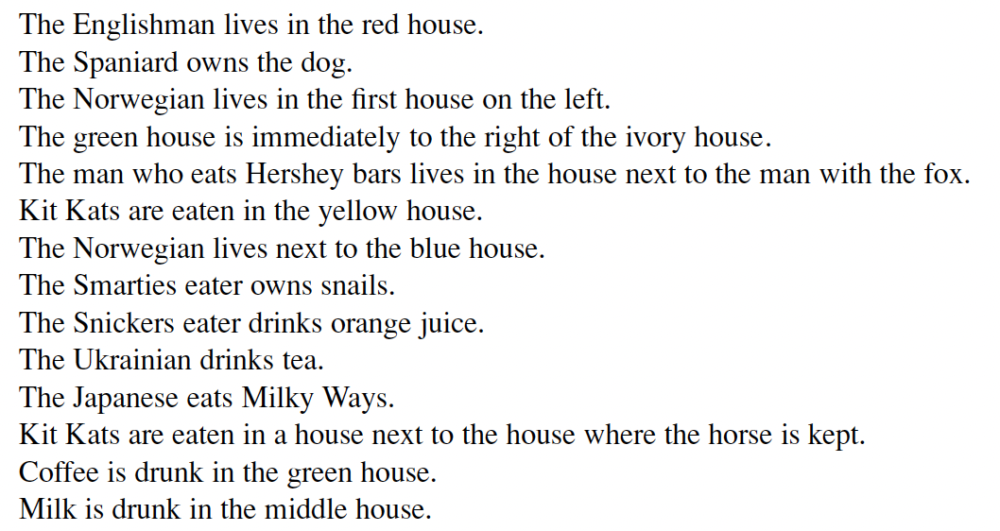 The Englishman lives in the red house.
The Spaniard owns the dog.
The Norwegian lives in the first house on the left.
The green house is immediately to the right of the ivory house.
The man who eats Hershey bars lives in the house next to the man with the fox.
Kit Kats are eaten in the yellow house.
The Norwegian lives next to the blue house.
The Smarties eater owns snails.
The Snickers eater drinks orange juice.
The Ukrainian drinks tea.
The Japanese eats Milky Ways.
Kit Kats are eaten in a house next to the house where the horse is kept.
Coffee is drunk in the green house.
Milk is drunk in the middle house.